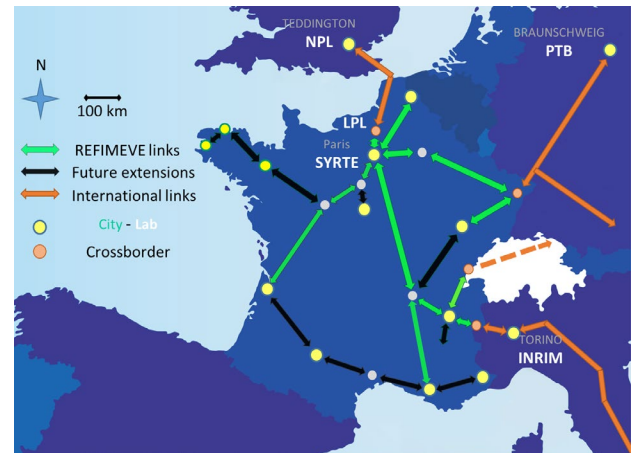 TEDDINGTON
NPL
BRAUNSCHWEIG
PTB
N
100 km
LPL
Paris
SYRTE
REFIMEVE links
Future extensions
International links
City - Lab
Crossborder
TORINO
INRIM